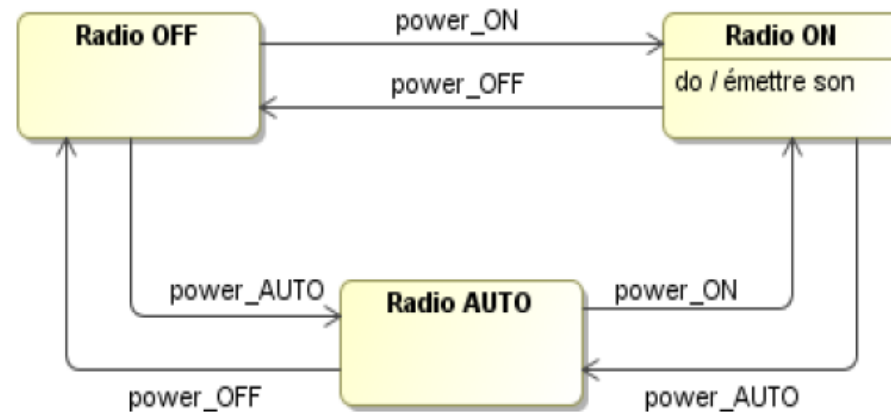 Radio OFF
power_ON
Radio ON
power_OFF
do / émettre son
power_AUTO
Radio AUTO
power_ON
power_OFF
power_AUTO